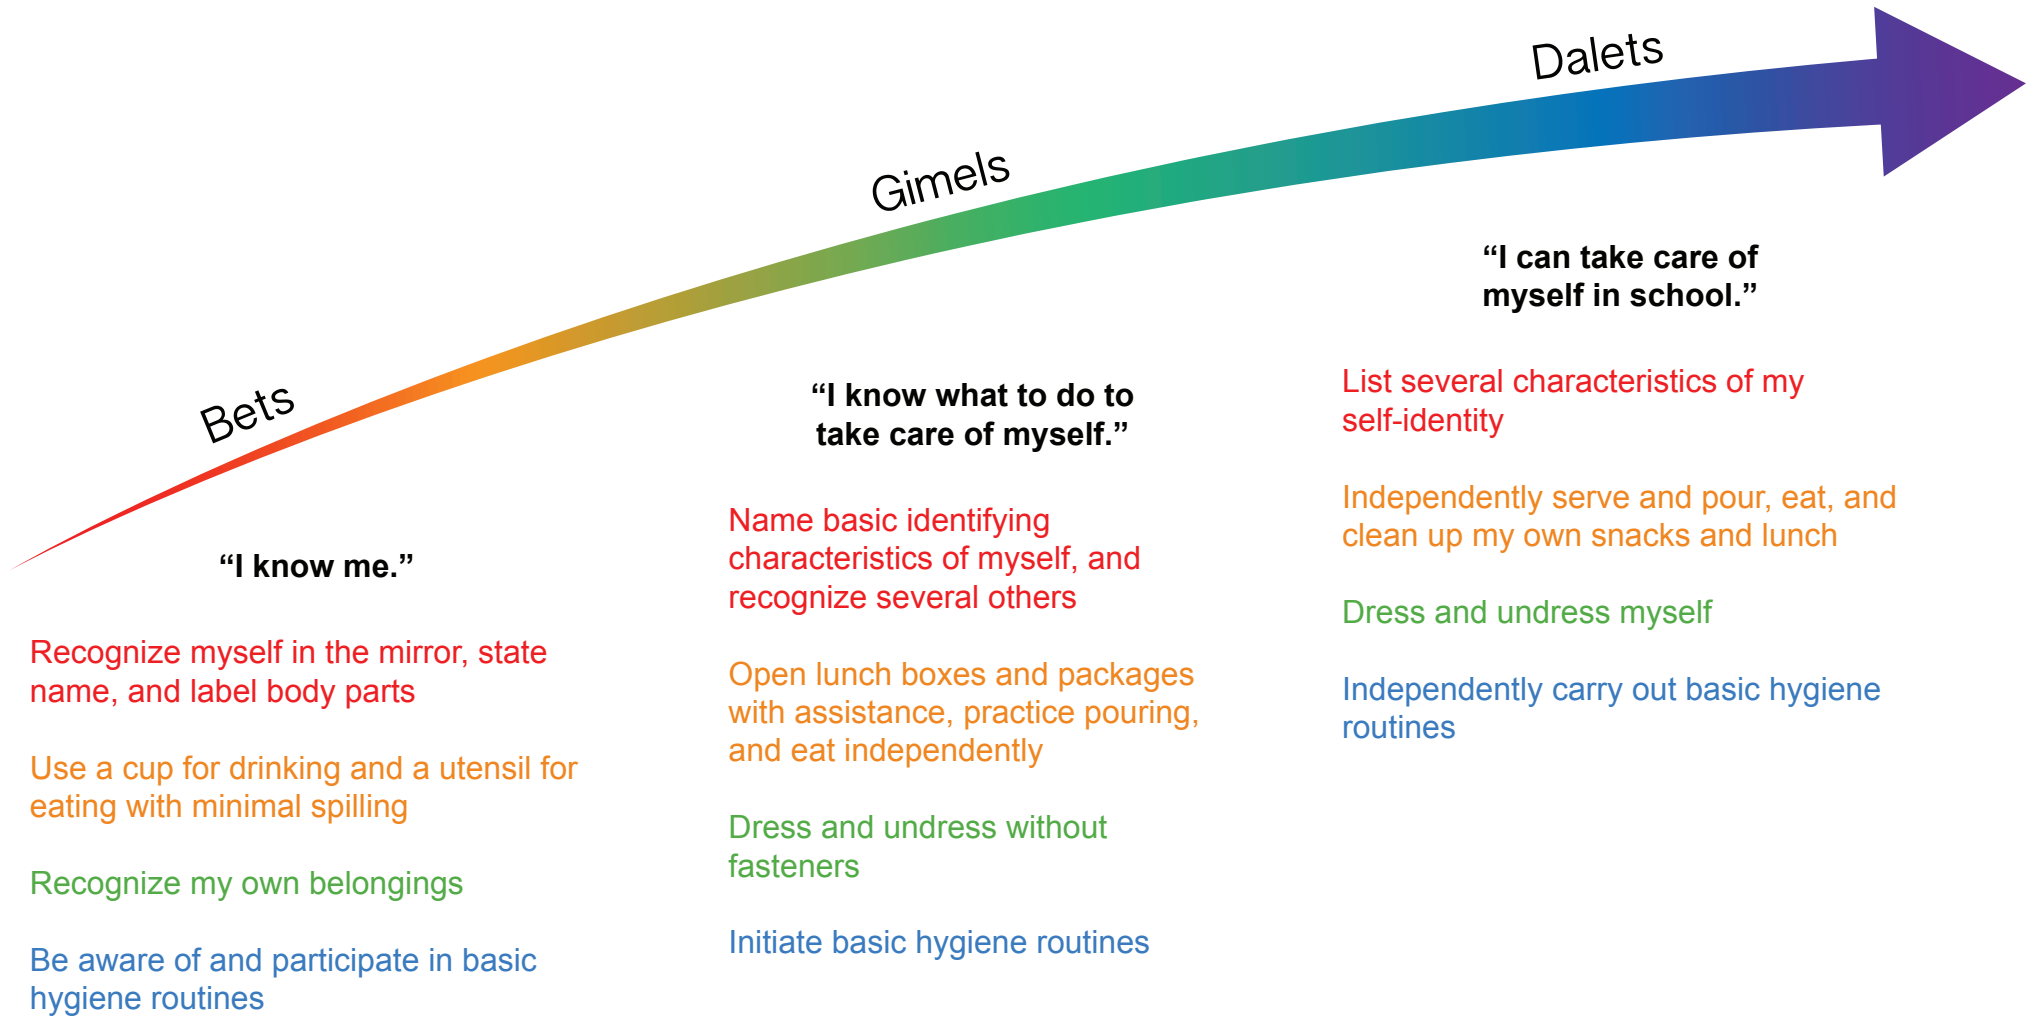 Bets
“I know me.”
Recognize myself in the mirror, state
name, and label body parts
Use a cup for drinking and a utensil for
eating with minimal spilling
Recognize my own belongings
Be aware of and participate in basic
hygiene routines
Gimels
“I know what to do to
take care of myself.”
Name basic identifying
characteristics of myself, and
recognize several others
Open lunch boxes and packages
with assistance, practice pouring,
and eat independently
Dress and undress without
fasteners
Initiate basic hygiene routines
Dalets
“I can take care of
myself in school.”
List several characteristics of my
self-identity
Independently serve and pour, eat, and
clean up my own snacks and lunch
Dress and undress myself
Independently carry out basic hygiene
routines